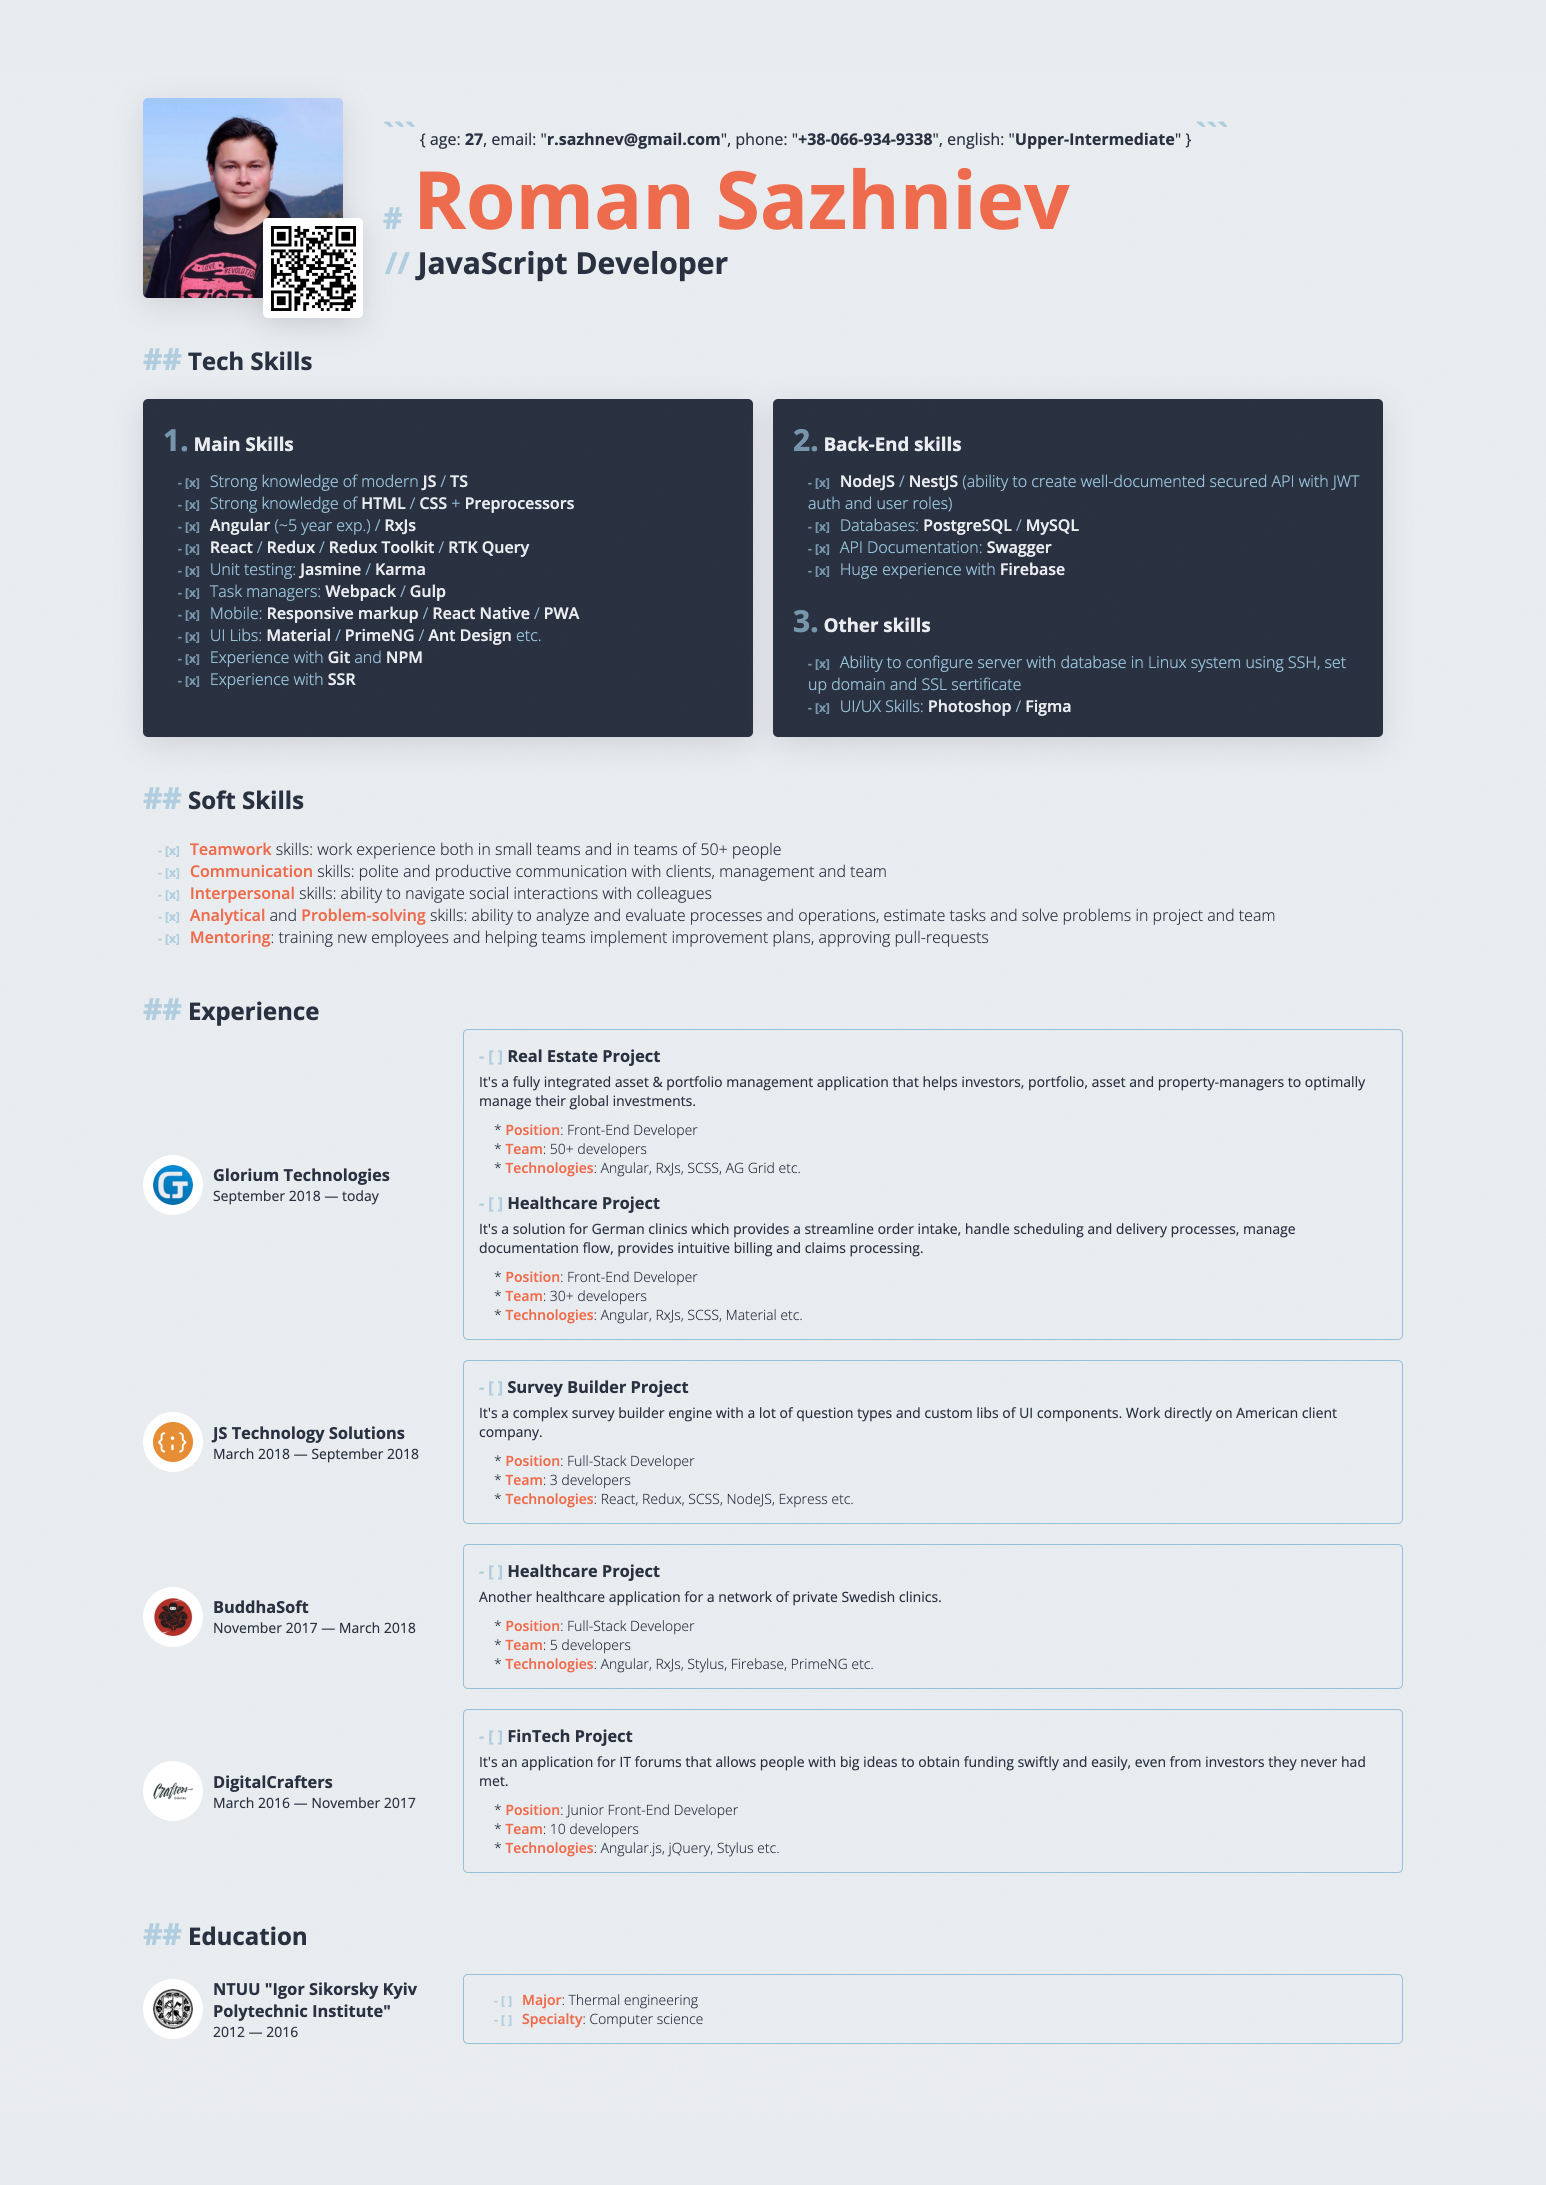 ``` { age: 27, email: "r.sazhnev@gmail.com", phone: "+38-066-934-9338", english: "Upper-Intermediate" } ```
# Roman Sazhniev
// JavaScript Developer
## Tech Skills
1. Main Skills
- [x] Strong knowledge of modern JS / TS
- [x] Strong knowledge of HTML / CSS + Preprocessors
- [x] Angular (~5 year exp.) / RxJs
- [x] React / Redux / Redux Toolkit / RTK Query
- [x] Unit testing: Jasmine / Karma
- [x] Task managers: Webpack / Gulp
- [x] Mobile: Responsive markup / React Native / PWA
- [x] UI Libs: Material / PrimeNG / Ant Design etc.
- [x] Experience with Git and NPM
- [x] Experience with SSR
2. Back-End skills
- [x] NodeJS / NestJS (ability to create well-documented secured API with JWT
auth and user roles)
- [x] Databases: PostgreSQL / MySQL
- [x] API Documentation: Swagger
- [x] Huge experience with Firebase
3. Other skills
- [x] Ability to configure server with database in Linux system using SSH, set
up domain and SSL sertificate
- [x] UI/UX Skills: Photoshop / Figma
## Soft Skills
- [x] Teamwork skills: work experience both in small teams and in teams of 50+ people
- [x] Communication skills: polite and productive communication with clients, management and team
- [x] Interpersonal skills: ability to navigate social interactions with colleagues
- [x] Analytical and Problem-solving skills: ability to analyze and evaluate processes and operations, estimate tasks and solve problems in project and team
- [x] Mentoring: training new employees and helping teams implement improvement plans, approving pull-requests
## Experience
Glorium Technologies
September 2018 — today
- [ ] Real Estate Project
It's a fully integrated asset & portfolio management application that helps investors, portfolio, asset and property-managers to optimally
manage their global investments.
* Position: Front-End Developer
* Team: 50+ developers
* Technologies: Angular, RxJs, SCSS, AG Grid etc.
- [ ] Healthcare Project
It's a solution for German clinics which provides a streamline order intake, handle scheduling and delivery processes, manage
documentation flow, provides intuitive billing and claims processing.
* Position: Front-End Developer
* Team: 30+ developers
* Technologies: Angular, RxJs, SCSS, Material etc.
JS Technology Solutions
March 2018 — September 2018
- [ ] Survey Builder Project
It's a complex survey builder engine with a lot of question types and custom libs of UI components. Work directly on American client
company.
* Position: Full-Stack Developer
* Team: 3 developers
* Technologies: React, Redux, SCSS, NodeJS, Express etc.
BuddhaSoft
November 2017 — March 2018
- [ ] Healthcare Project
Another healthcare application for a network of private Swedish clinics.
* Position: Full-Stack Developer
* Team: 5 developers
* Technologies: Angular, RxJs, Stylus, Firebase, PrimeNG etc.
Crafters
DigitalCrafters
March 2016 — November 2017
- [ ] FinTech Project
It's an application for IT forums that allows people with big ideas to obtain funding swiftly and easily, even from investors they never had
met.
* Position: Junior Front-End Developer
* Team: 10 developers
* Technologies: Angular.js, jQuery, Stylus etc.
## Education
NTUU "Igor Sikorsky Kyiv
Polytechnic Institute"
2012 — 2016
- [ ] Major: Thermal engineering
- [ ] Specialty: Computer science